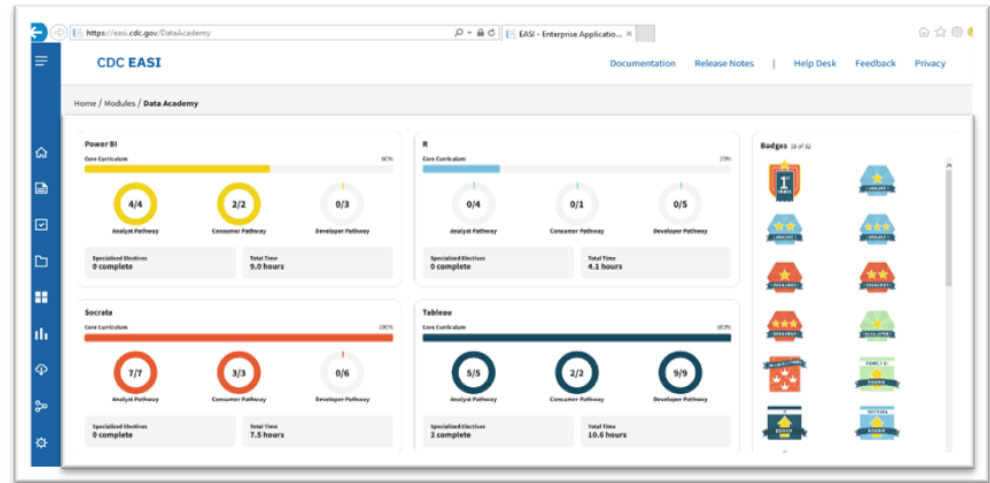 https://easi.cdc.gov/DataAcademy
EASI - Enterprise Applicatio...
CDC EASI
Documentation Release Notes | Help Desk Feedback Privacy
Home / Modules / Data Academy
Power BI
Core Curriculum 60%
4/4 2/2 0/3
Analyst Pathway Consumer Pathway Developer Pathway
Specialized Electives Total Time
0 complete 9.0 hours
R
Core Curriculum 25%
0/4 0/1 0/5
Analyst Pathway Consumer Pathway Developer Pathway
Specialized Electives Total Time
0 complete 4.1 hours
Socrata
Core Curriculum 100%
7/7 3/3 0/6
Analyst Pathway Consumer Pathway Developer Pathway
Specialized Electives Total Time
0 complete 7.5 hours
Tableau
Core Curriculum 100%
5/5 2/2 9/9
Analyst Pathway Consumer Pathway Developer Pathway
Specialized Electives Total Time
2 complete 10.6 hours
Badges
1
POWER BI
ROOKIE
SOCRATA
ROOKIE